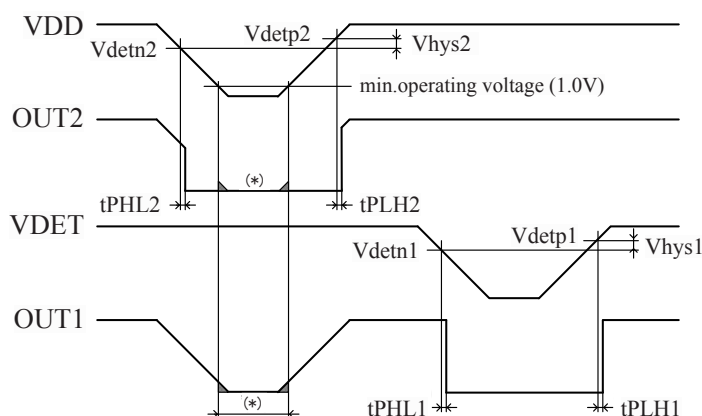 VDD
Vdetn2
Vdetp2
Vhys2
min.operating voltage (1.0V)
OUT2
(*)
tPHL2
tPLH2
VDET
Vdetn1
Vdetp1
Vhys1
OUT1
(*)
tPHL1
tPLH1